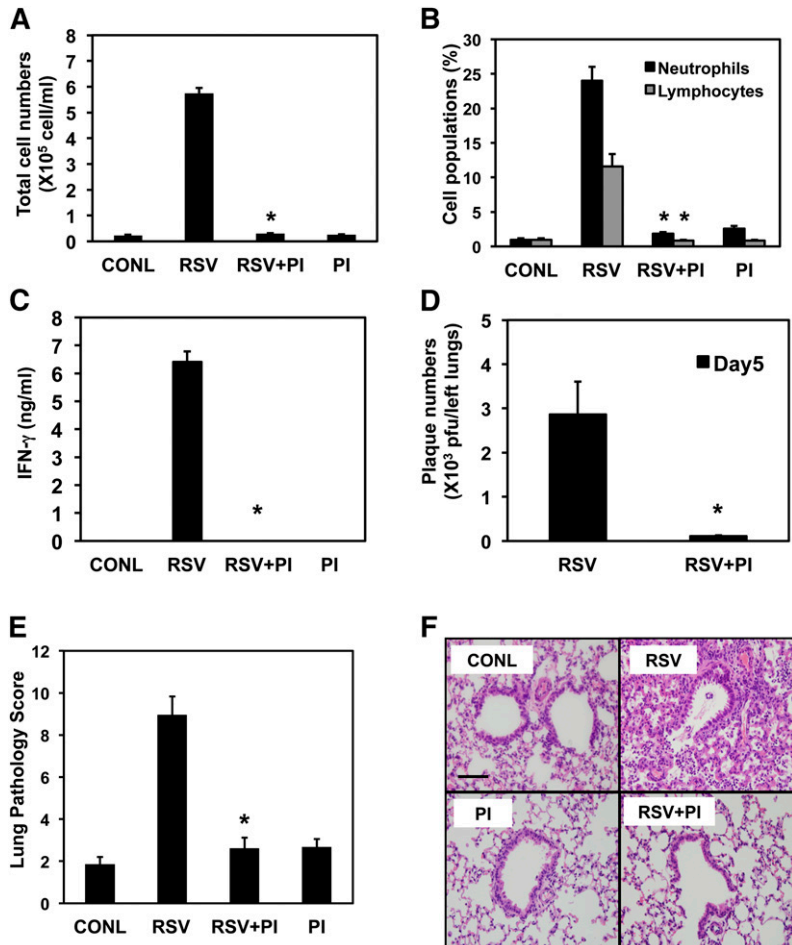 A
Total cell numbers
(X10⁵ cell/ml)
7
6
5
4
3
2
1
0
CONL RSV RSV+PI PI
*
B
Cell populations (%)
30
25
20
15
10
5
0
Neutrophils
Lymphocytes
* *
CONL RSV RSV+PI PI
C
IFN-γ (ng/ml)
8
7
6
5
4
3
2
1
0
*
CONL RSV RSV+PI PI
D
Plaque numbers
(X10³ pfu/left lungs)
5
4
3
2
1
0
Day5
*
RSV RSV+PI
E
Lung Pathology Score
12
10
8
6
4
2
0
*
CONL RSV RSV+PI PI
F
CONL
RSV
PI
RSV+PI